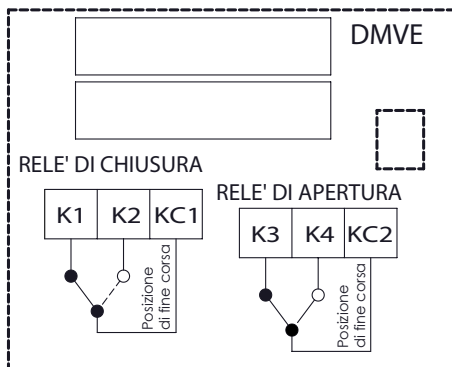 DMVE
RELE' DI CHIUSURA
K1 K2 KC1
Posizione
di fine corsa
RELE' DI APERTURA
K3 K4 KC2
Posizione
di fine corsa